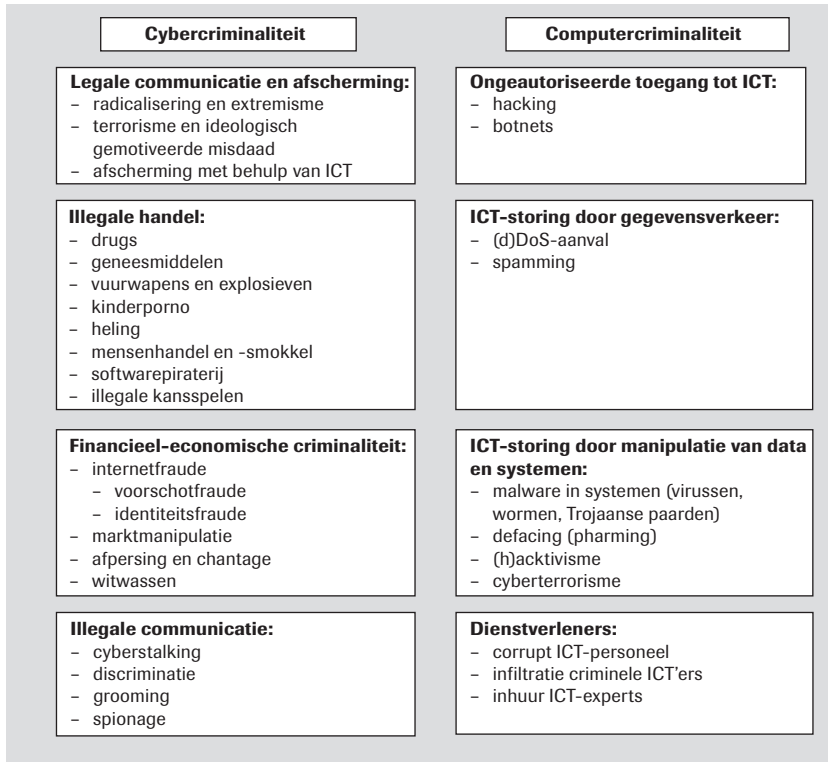 Cybercriminaliteit
Legale communicatie en afscherming:
– radicalisering en extremisme
– terrorisme en ideologisch
gemotiveerde misdaad
– afscherming met behulp van ICT
Illegale handel:
– drugs
– geneesmiddelen
– vuurwapens en explosieven
– kinderporno
– heling
– mensenhandel en -smokkel
– softwarepiraterij
– illegale kansspelen
Financieel-economische criminaliteit:
– internetfraude
– voorschotfraude
– identiteitsfraude
– marktmanipulatie
– afpersing en chantage
– witwassen
Illegale communicatie:
– cyberstalking
– discriminatie
– grooming
– spionage
Computercriminaliteit
Ongeautoriseerde toegang tot ICT:
– hacking
– botnets
ICT-storing door gegevensverkeer:
– (d)DoS-aanval
– spamming
ICT-storing door manipulatie van data
en systemen:
– malware in systemen (virussen,
wormen, Trojaanse paarden)
– defacing (pharming)
– (h)acktivisme
– cyberterrorisme
Dienstverleners:
– corrupt ICT-personeel
– infiltratie criminele ICT'ers
– inhuur ICT-experts